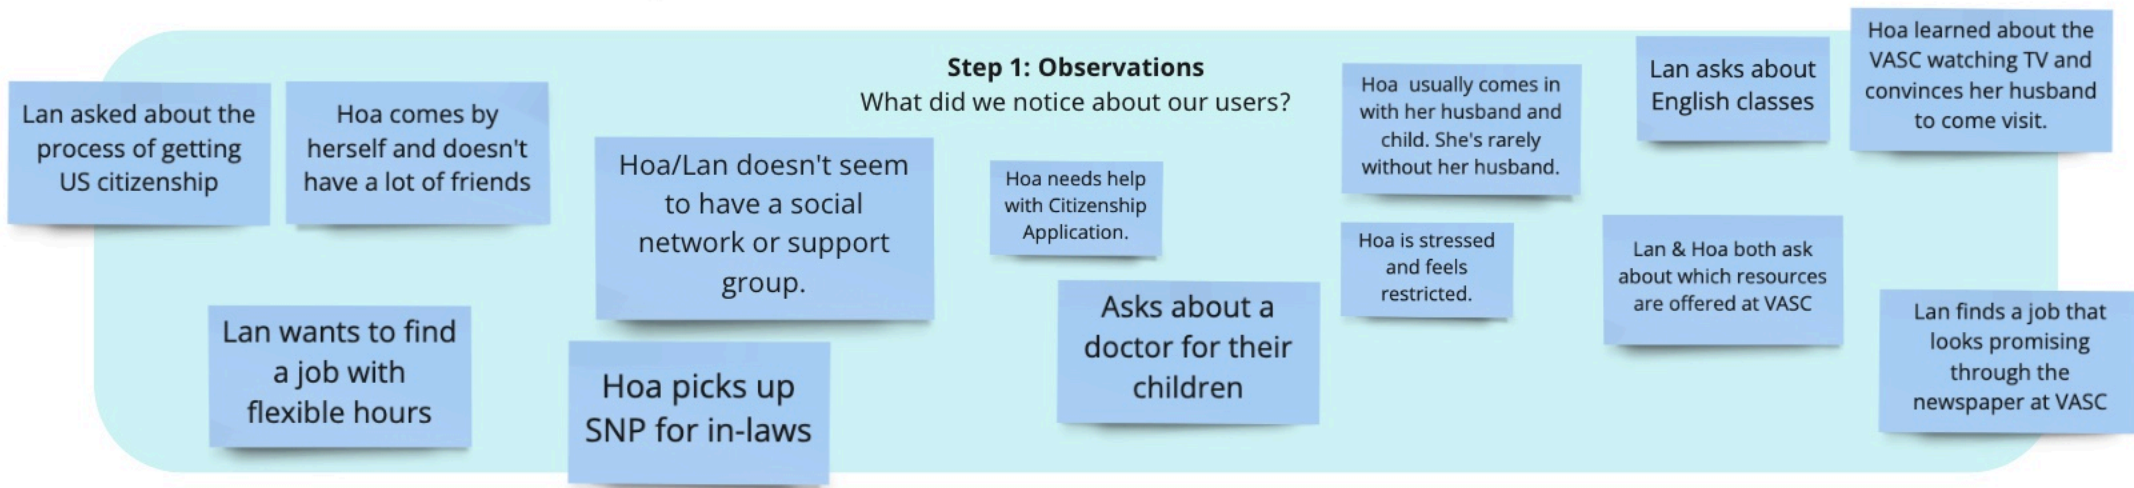 Step 1: Observations
What did we notice about our users?
Lan asked about the
process of getting
US citizenship
Hoa comes by
herself and doesn't
have a lot of friends
Hoa/Lan doesn't seem
to have a social
network or support
group.
Lan wants to find
a job with
flexible hours
Hoa picks up
SNP for in-laws
Hoa needs help
with Citizenship
Application.
Asks about a
doctor for their
children
Hoa usually comes in
with her husband and
child. She's rarely
without her husband.
Hoa is stressed
and feels
restricted.
Lan asks about
English classes
Hoa learned about the
VASC watching TV and
convinces her husband
to come visit.
Lan & Hoa both ask
about which resources
are offered at VASC
Lan finds a job that
looks promising
through the
newspaper at VASC